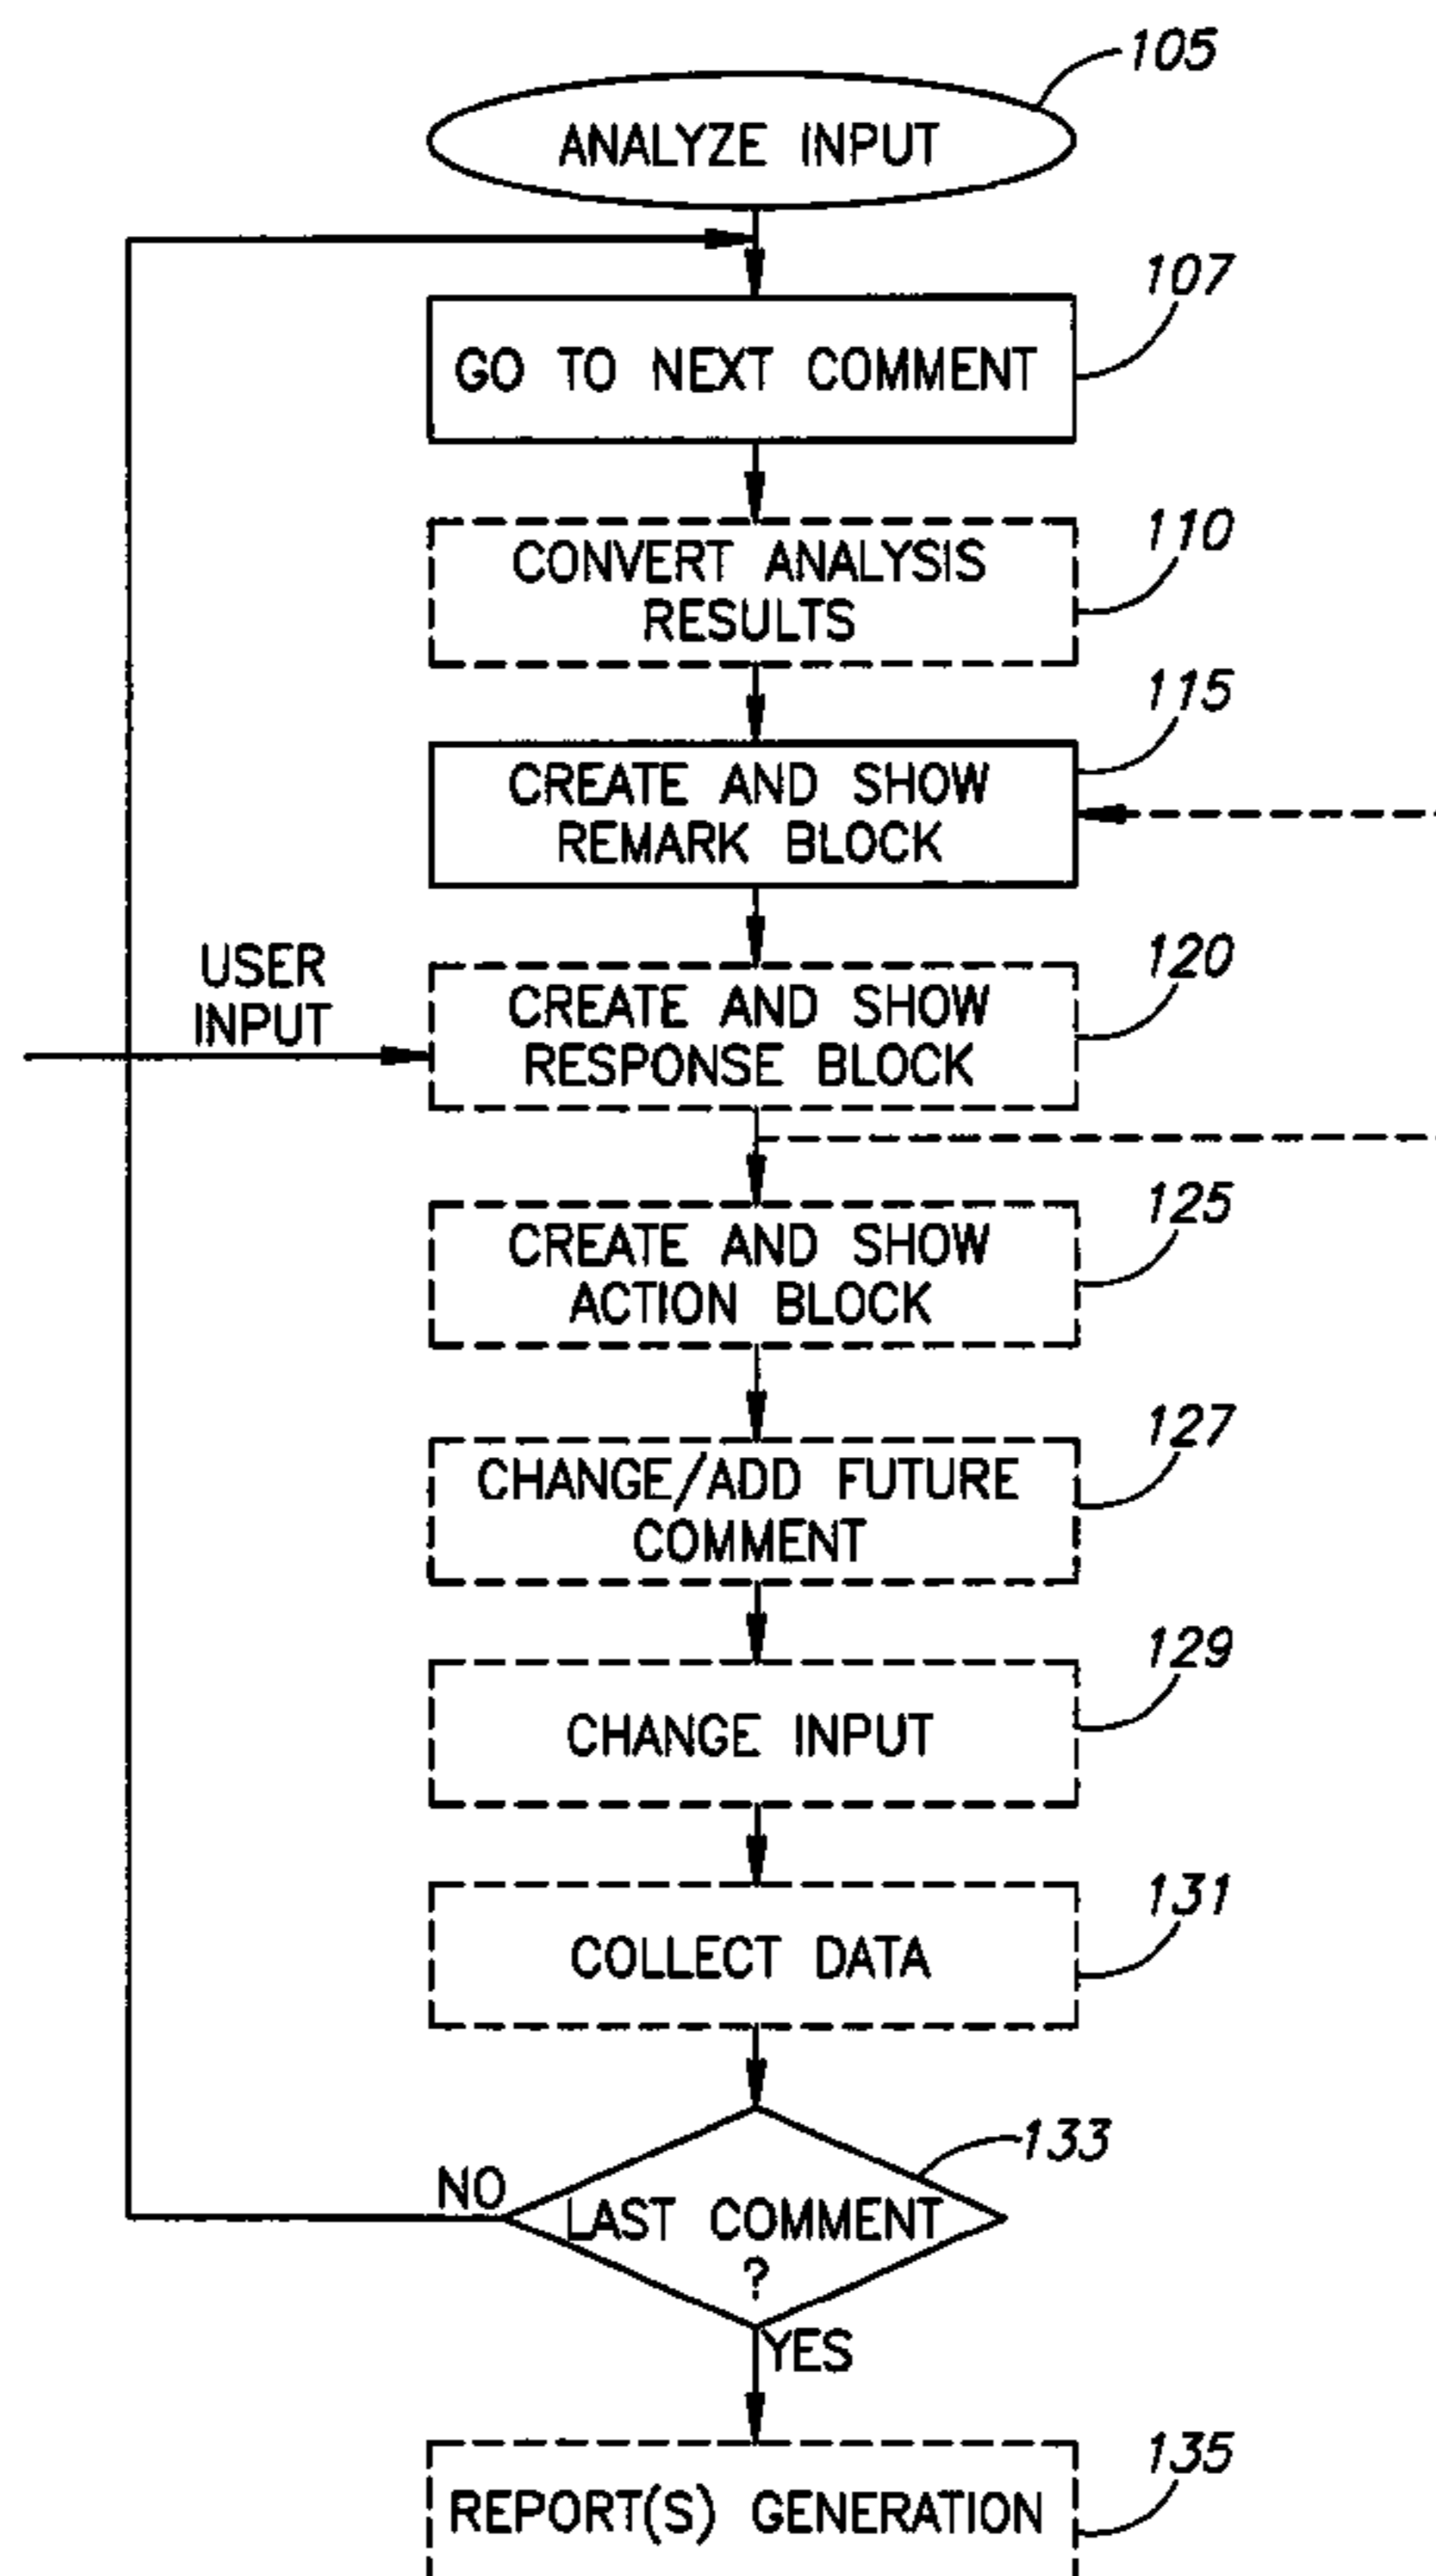 105
ANALYZE INPUT
107
GO TO NEXT COMMENT
110
CONVERT ANALYSIS
RESULTS
115
CREATE AND SHOW
REMARK BLOCK
USER
INPUT
120
CREATE AND SHOW
RESPONSE BLOCK
125
CREATE AND SHOW
ACTION BLOCK
127
CHANGE/ADD FUTURE
COMMENT
129
CHANGE INPUT
131
COLLECT DATA
133
NO
LAST COMMENT
?
YES
135
REPORT(S) GENERATION